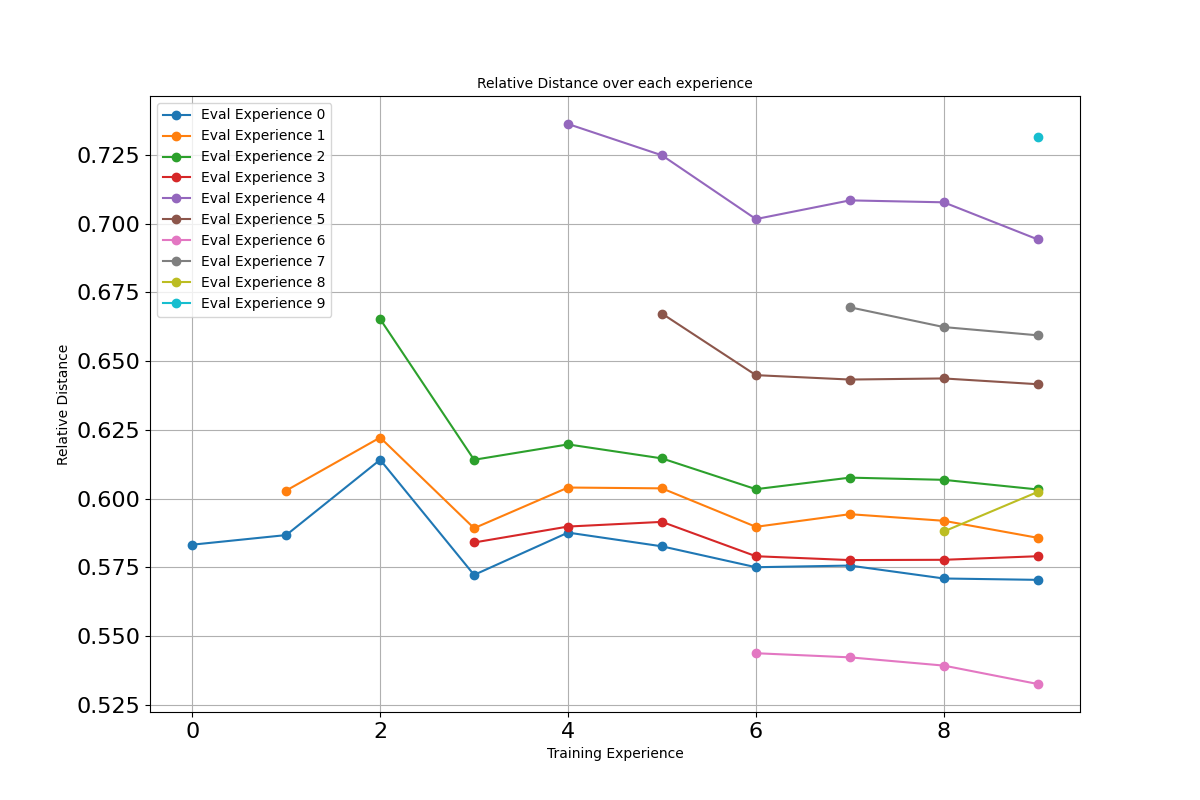 Relative Distance over each experience
Eval Experience 0
Eval Experience 1
Eval Experience 2
Eval Experience 3
Eval Experience 4
Eval Experience 5
Eval Experience 6
Eval Experience 7
Eval Experience 8
Eval Experience 9
Relative Distance
0.725
0.700
0.675
0.650
0.625
0.600
0.575
0.550
0.525
0 2 4 6 8
Training Experience